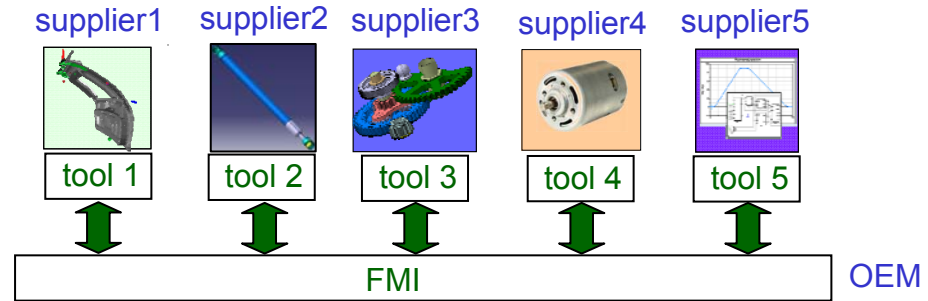 supplier1 supplier2 supplier3 supplier4 supplier5
tool 1 tool 2 tool 3 tool 4 tool 5
FMI OEM